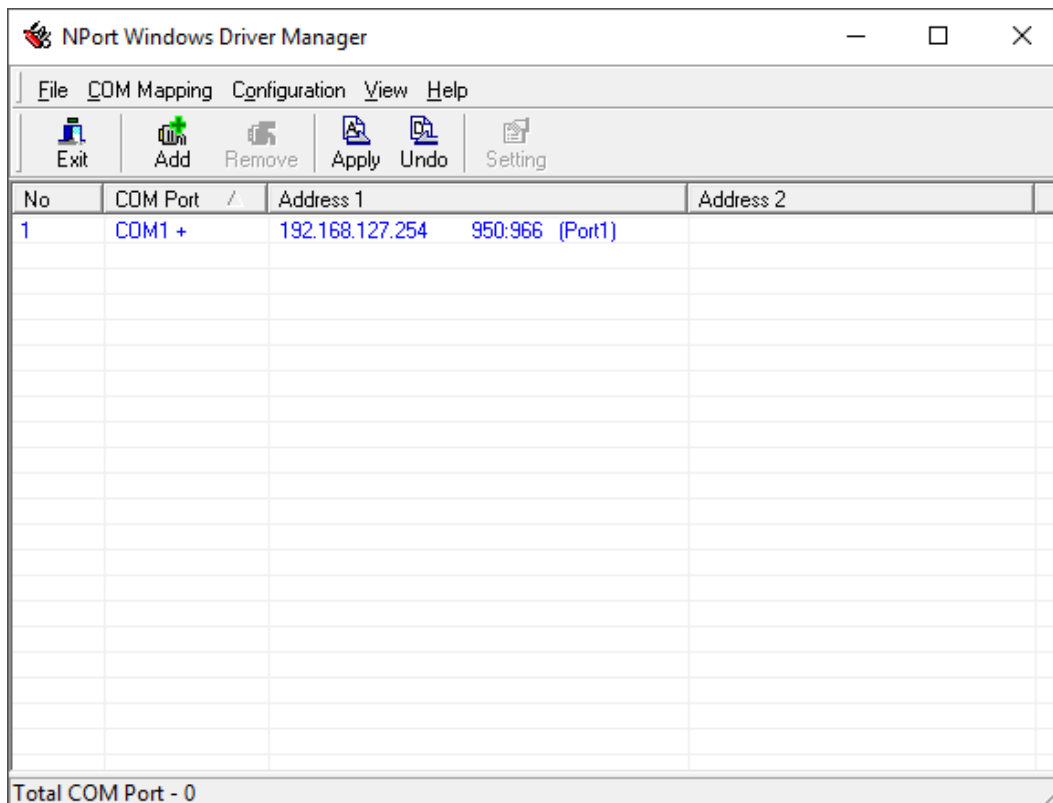 NPort Windows Driver Manager
File COM Mapping Configuration View Help
Exit Add Remove Apply Undo Setting
No COM Port Address 1 Address 2
1 COM1 + 192.168.127.254 950:966 (Port1)
Total COM Port - 0